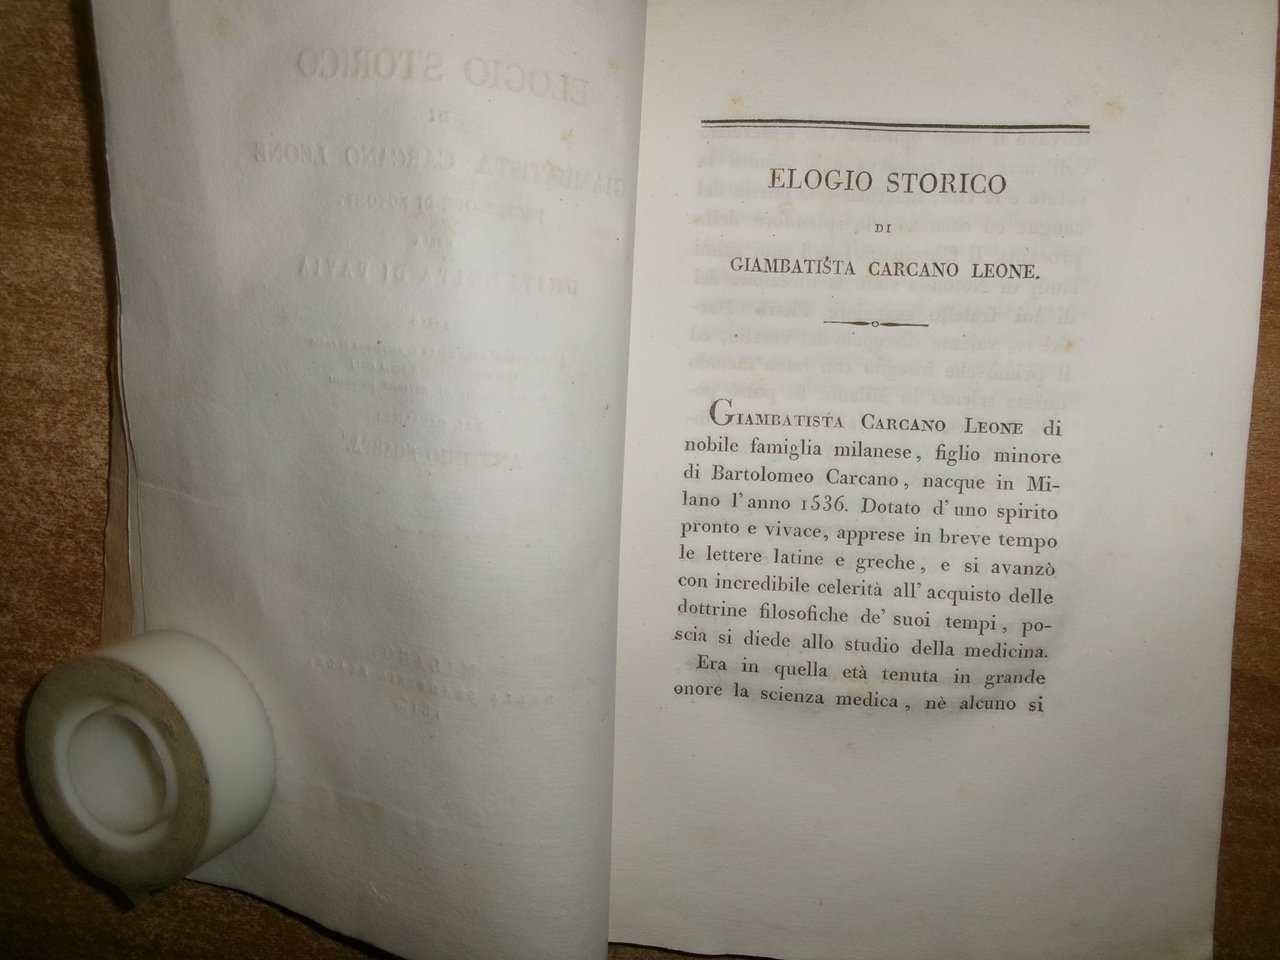 ELOGIO STORICO
DI
GIAMBATISTA CARCANO LEONE.
GIAMBATISTA CARCANO LEONE di
nobile famiglia milanese, figlio minore
di Bartolomeo Carcano, nacque in Mi-
lano l'anno 1536. Dotato d'uno spirito
pronto e vivace, apprese in breve tempo
le lettere latine e greche, e si avanzò
con incredibile celerità all'acquisto delle
dottrine filosofiche de' suoi tempi, po-
scia si diede allo studio della medicina.
Era in quella età tenuta in grande
onore la scienza medica, nè alcuno si